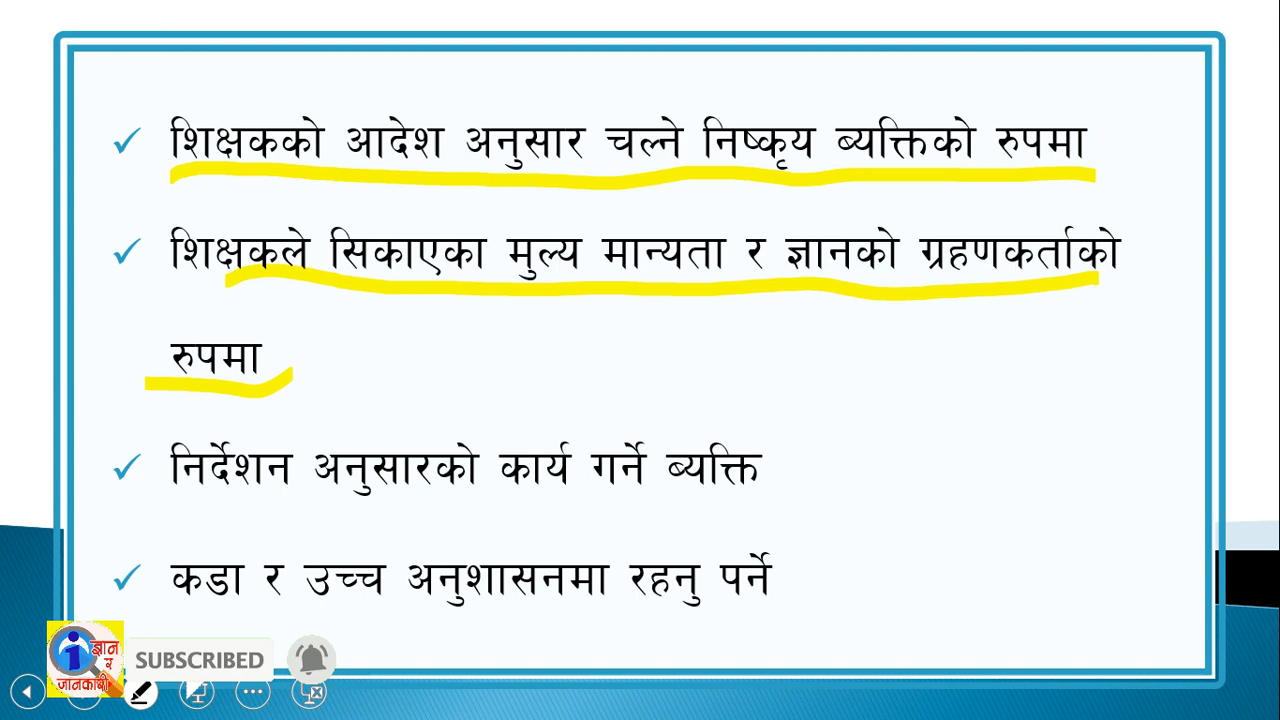 शिक्षकको आदेश अनुसार चल्ने निष्कृय ब्यक्तिको रुपमा
शिक्षकले सिकाएका मुल्य मान्यता र ज्ञानको ग्रहणकर्ताको
रुपमा
निर्देशन अनुसारको कार्य गर्ने ब्यक्ति
कडा र उच्च अनुशासनमा रहनु पर्ने
ज्ञान
र
जानकारी
SUBSCRIBED